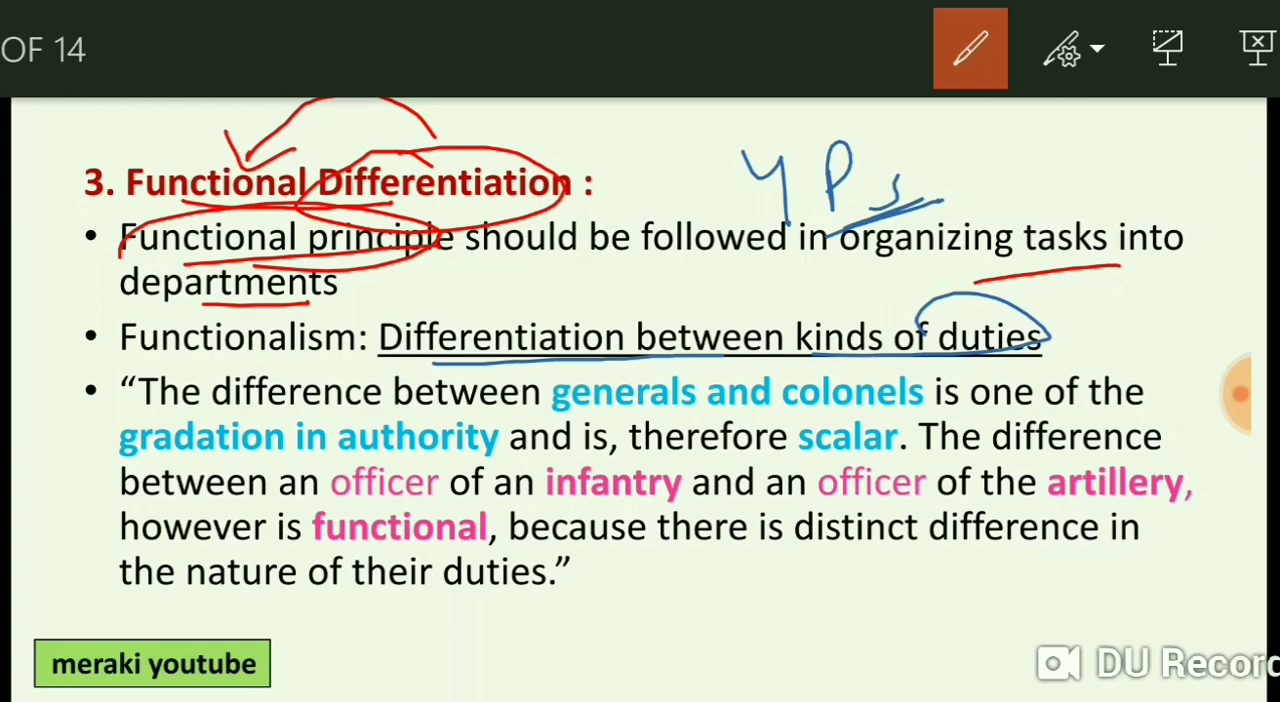 OF 14
3. Functional Differentiation :
Y P s
• Functional principle should be followed in organizing tasks into
departments
• Functionalism: Differentiation between kinds of duties
• “The difference between generals and colonels is one of the
gradation in authority and is, therefore scalar. The difference
between an officer of an infantry and an officer of the artillery,
however is functional, because there is distinct difference in
the nature of their duties.”
meraki youtube
DU Record